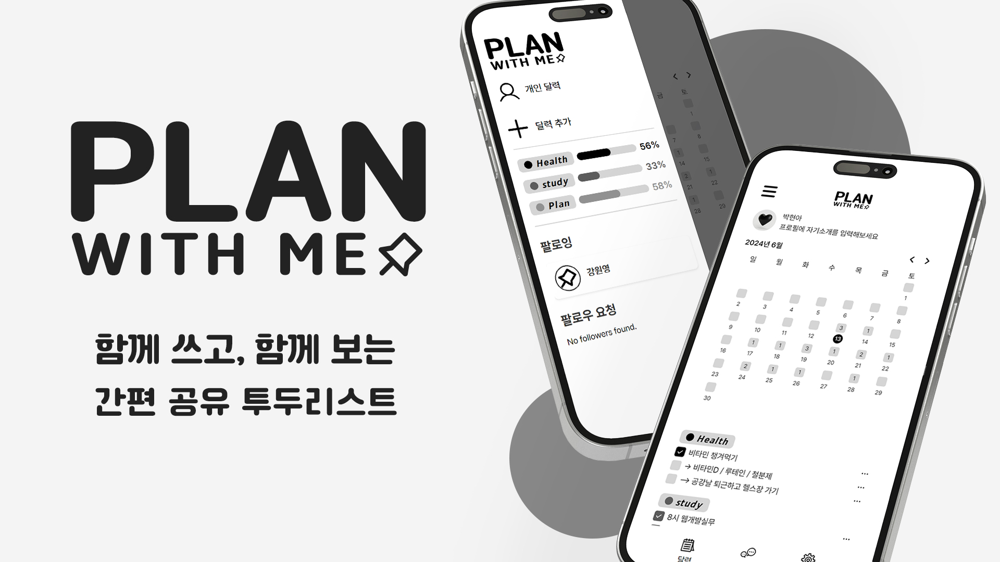 PLAN
WITH ME
함께 쓰고, 함께 보는
간편 공유 투두리스트
PLAN
WITH ME
개인 달력
달력 추가
Health 56%
study 33%
Plan 58%
팔로잉
강원영
팔로우 요청
No followers found.
금 토
1
7 8
1
14 15
2 1
21 22
1
28 29
PLAN
WITH ME
박현아
프로필에 자기소개를 입력해보세요
2024년 6월
일 월 화 수 목 금 토
1
2 3 4 5 6 7 8
3 1
9 10 11 12 13 14 15
1 1 3 1 2 1
16 17 18 19 20 21 22
2 1 1 1
23 24 25 26 27 28 29
30
Health
비타민 챙겨먹기
→ 비타민D / 루테인 / 철분제
→ 공강날 퇴근하고 헬스장 가기
study
8시 웹개발실무
달력